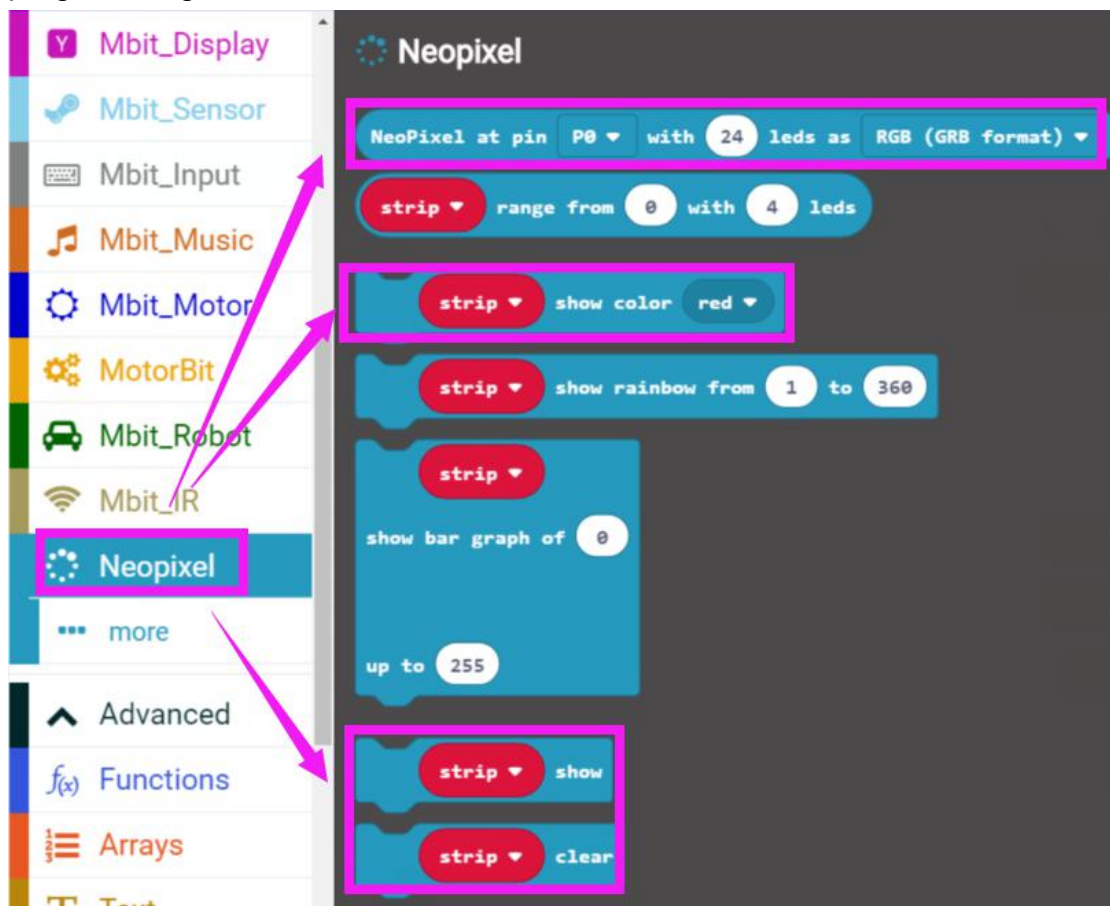 Y Mbit_Display
Mbit_Sensor
Mbit_Input
Mbit_Music
Mbit_Motor
MotorBit
Mbit_Robot
Mbit_IR
Neopixel
more
Advanced
f(x) Functions
Arrays
Neopixel
NeoPixel at pin P0 with 24 leds as RGB (GRB format)
strip range from 0 with 4 leds
strip show color red
strip show rainbow from 1 to 360
strip
show bar graph of 0
up to 255
strip show
strip clear